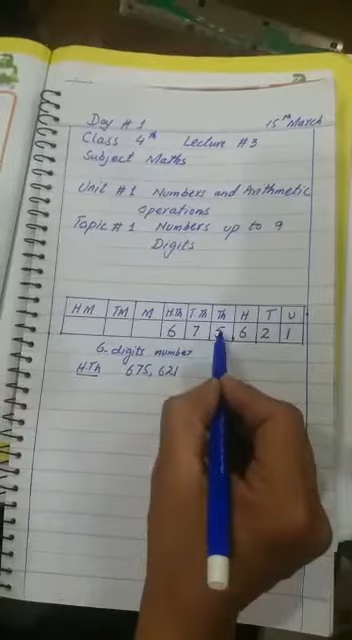 Day # 1 15th March
Class 4th Lecture # 3
Subject Maths
Unit # 1 Numbers and Arithmetic
Operations
Topic # 1 Numbers up to 9
Digits
HM TM M H.Th T.Th Th H T U
6 7 5 6 2 1
6. digits number
H.Th 675,621